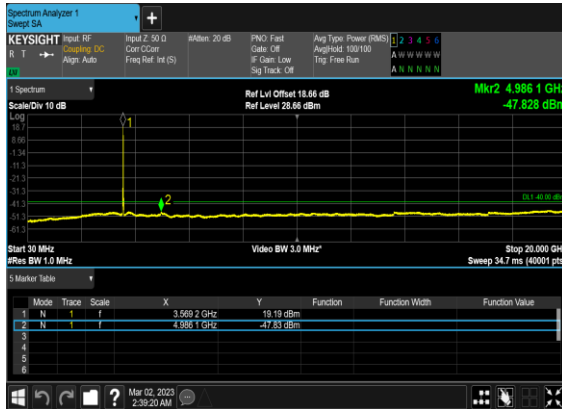 Spectrum Analyzer 1
Swept SA
+
KEYSIGHT Input: RF Input Z: 50 Ω #Atten: 20 dB PNO: Fast Avg Type: Power (RMS) 1 2 3 4 5 6
R T Coupling: DC Corr CCorr Gate: Off Avg|Hold: 100/100 A W W W W W
Align: Auto Freq Ref: Int (S) IF Gain: Low Trig: Free Run
Sig Track: Off A N N N N N
1 Spectrum
Scale/Div 10 dB Ref Lvl Offset 18.66 dB Mkr2 4.986 1 GHz
Ref Level 28.66 dBm -47.828 dBm
Log
18.7
8.66
-1.34
-11.3
-21.3
-31.3
-41.3
-51.3
-61.3
1
2
DL1 -40.00 dB
Start 30 MHz Video BW 3.0 MHz* Stop 20.000 GH
#Res BW 1.0 MHz Sweep 34.7 ms (40001 pts
5 Marker Table
Mode Trace Scale X Y Function Function Width Function Value
1 N 1 f 3.569 2 GHz 19.19 dBm
2 N 1 f 4.986 1 GHz -47.83 dBm
3
4
5
6
? Mar 02, 2023
2:39:20 AM